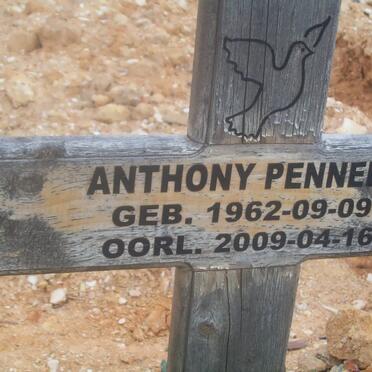 ANTHONY PENNE
GEB. 1962-09-09
OORL. 2009-04-16